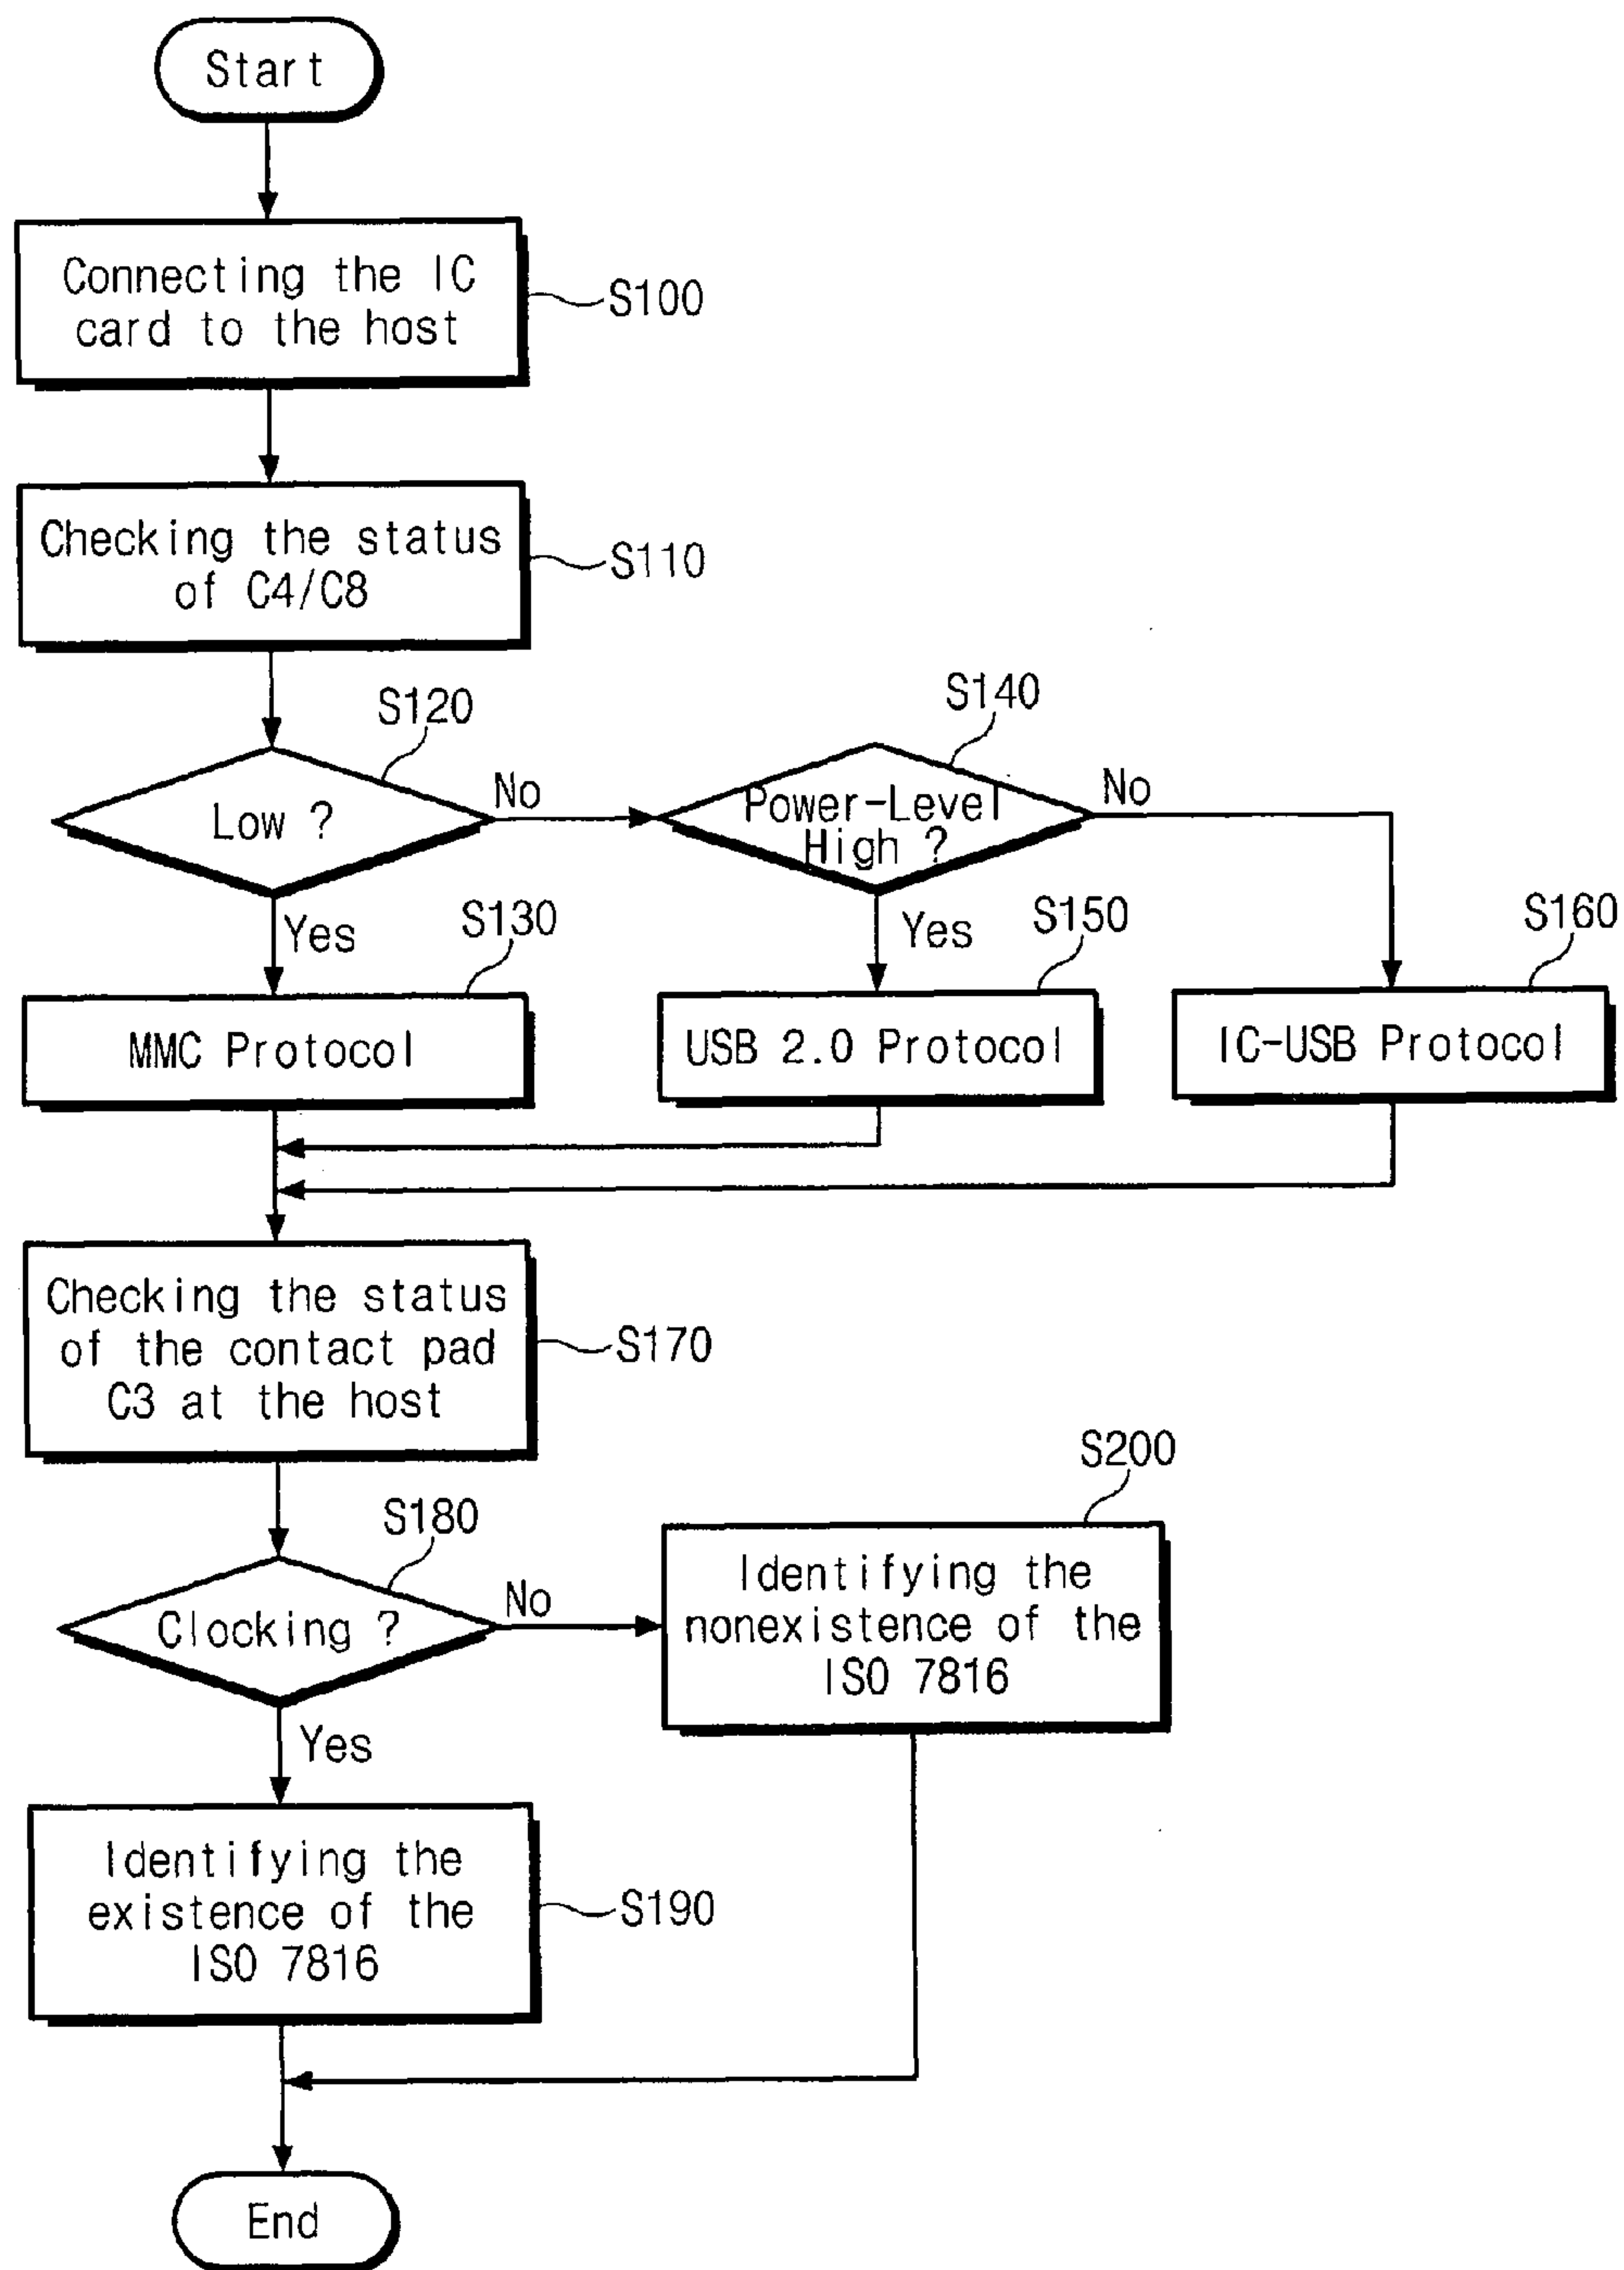 Start
Connecting the IC
card to the host
S100
Checking the status
of C4/C8
S110
S120
Low ?
No
S140
Power-Level
High ?
No
Yes
S130
Yes
S150
S160
MMC Protocol
USB 2.0 Protocol
IC-USB Protocol
Checking the status
of the contact pad
C3 at the host
S170
S180
Clocking ?
No
S200
Identifying the
nonexistence of the
ISO 7816
Yes
Identifying the
existence of the
ISO 7816
S190
End